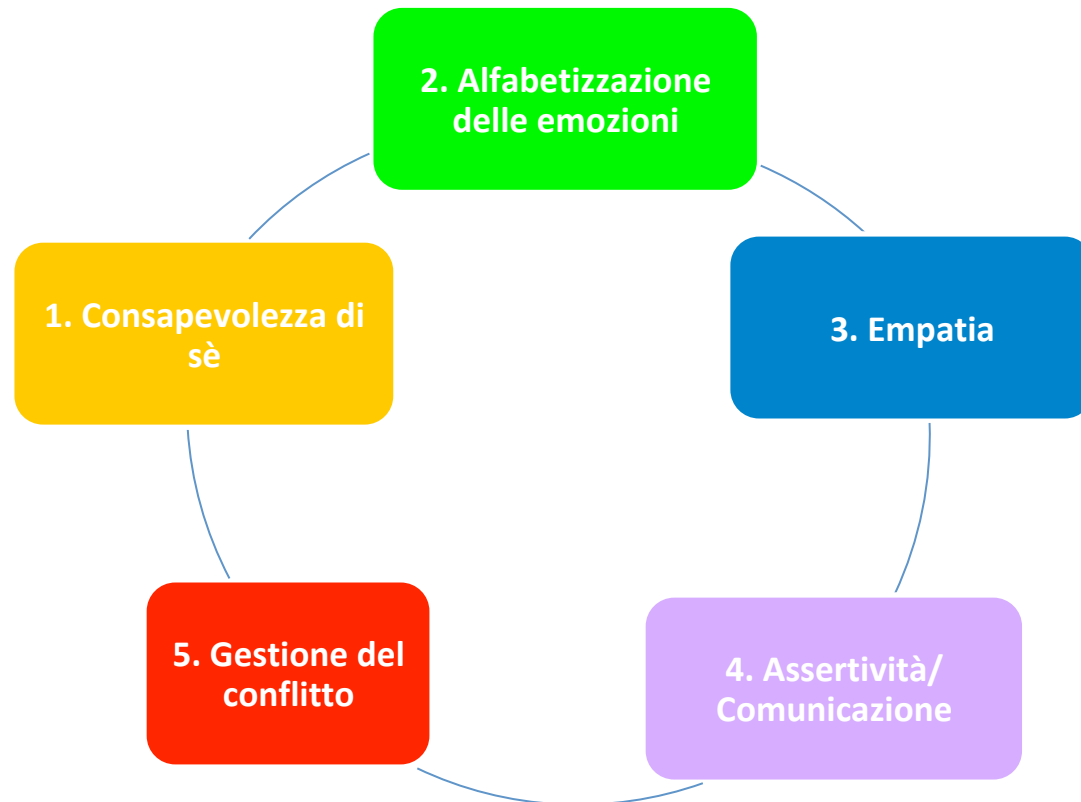 2. Alfabetizzazione
delle emozioni
1. Consapevolezza di
sè
3. Empatia
4. Assertività/
Comunicazione
5. Gestione del
conflitto